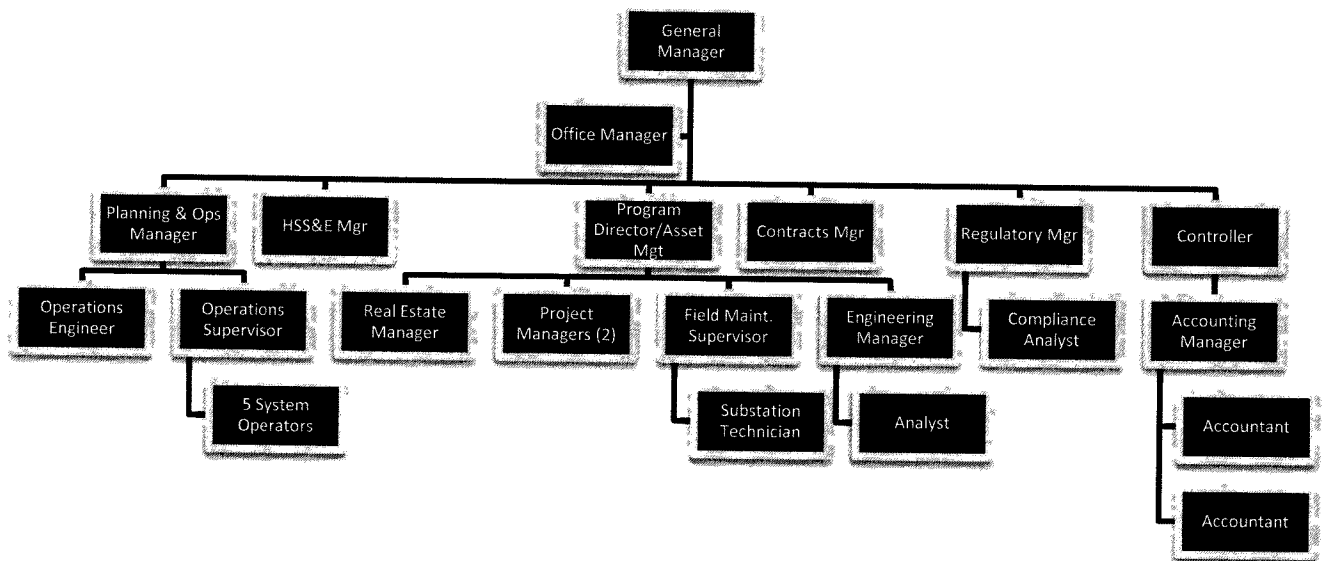 General
Manager
Office Manager
Planning & Ops
Manager
HSS&E Mgr
Program
Director/Asset
Mgt
Contracts Mgr
Regulatory Mgr
Controller
Operations
Engineer
Operations
Supervisor
Real Estate
Manager
Project
Managers (2)
Field Maint.
Supervisor
Engineering
Manager
Compliance
Analyst
Accounting
Manager
5 System
Operators
Substation
Technician
Analyst
Accountant
Accountant